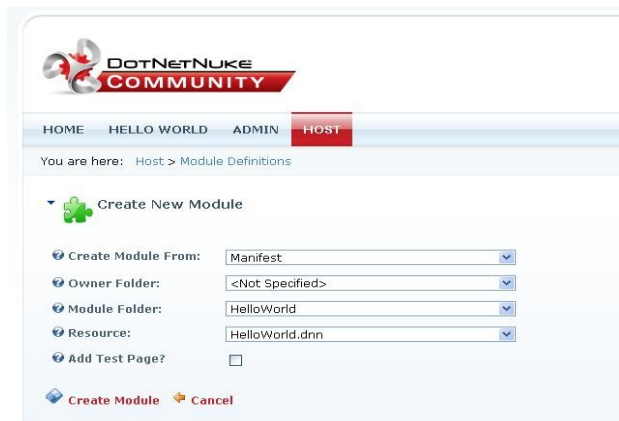 DOTNETNUKE
COMMUNITY
HOME HELLO WORLD ADMIN HOST
You are here: Host > Module Definitions
Create New Module
Create Module From: Manifest
Owner Folder: <Not Specified>
Module Folder: HelloWorld
Resource: HelloWorld.dnn
Add Test Page?
Create Module Cancel